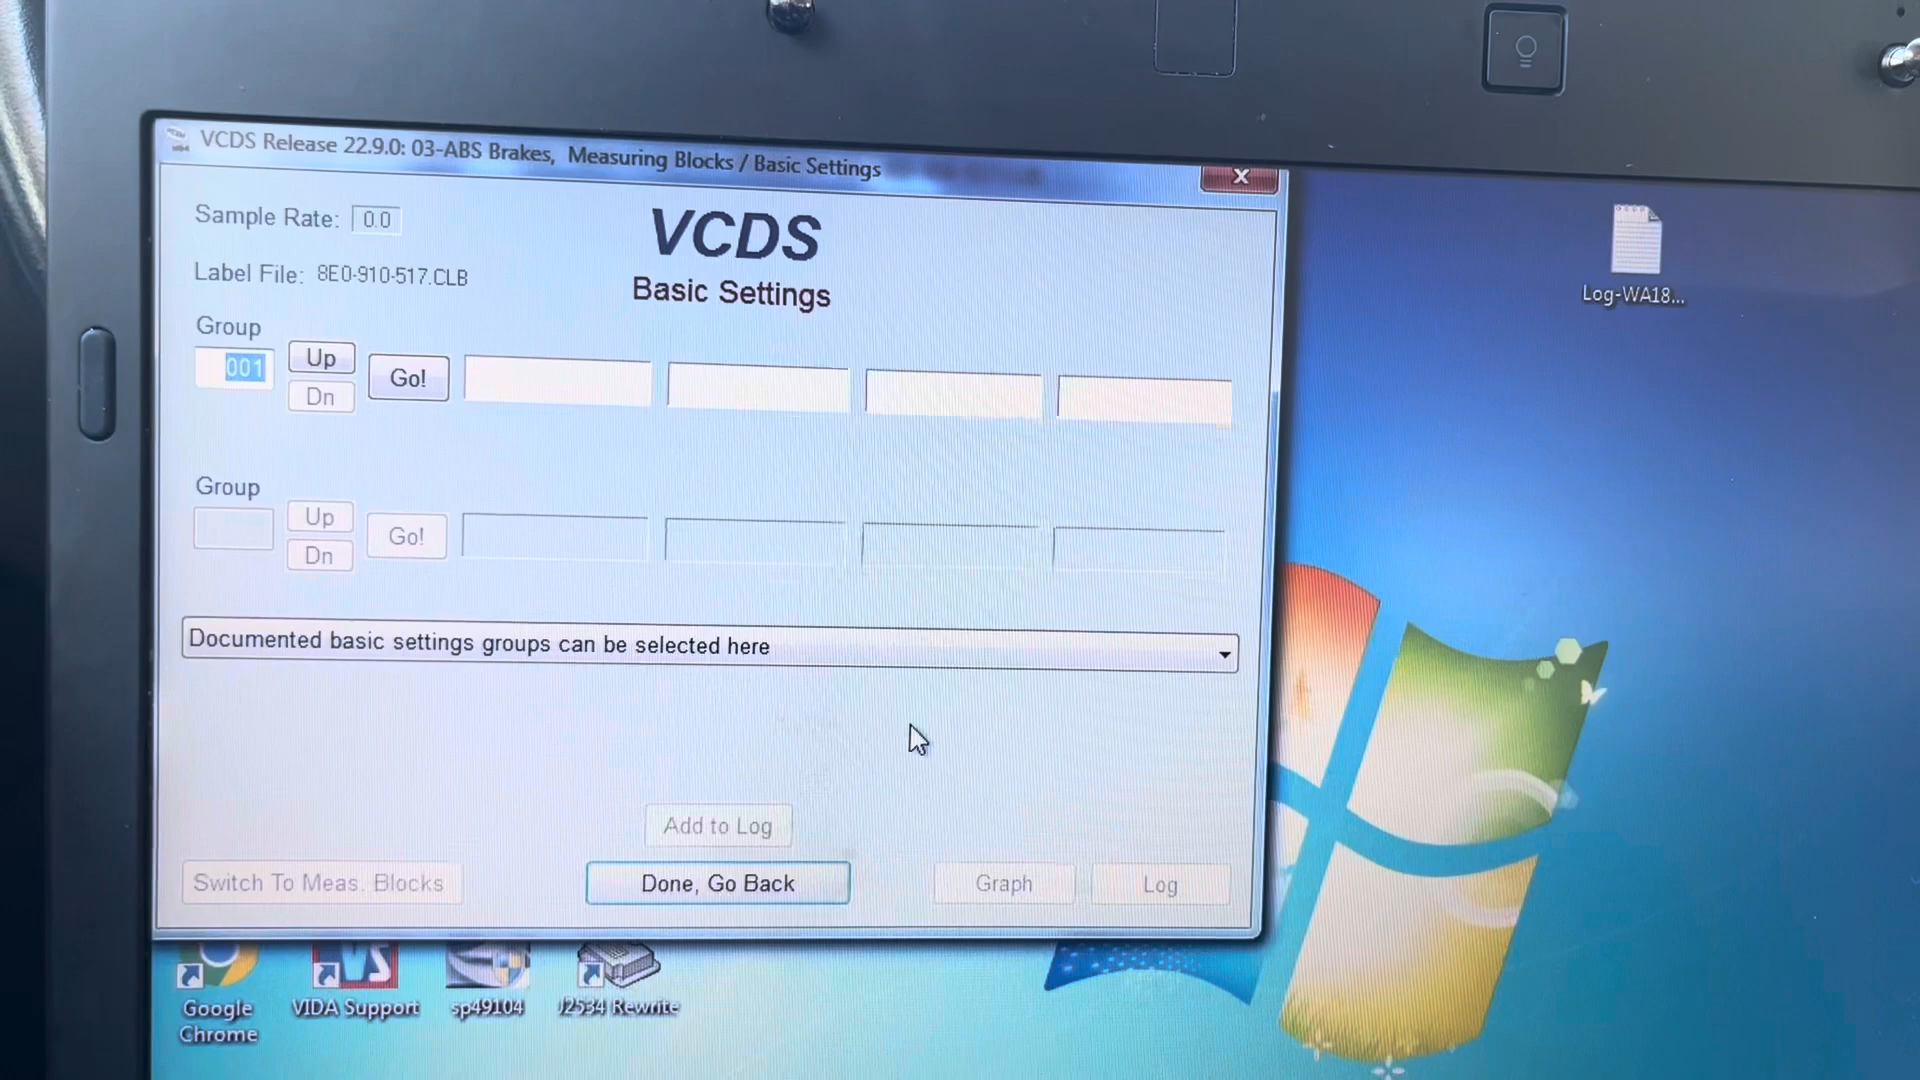 VCDS Release 22.9.0: 03-ABS Brakes, Measuring Blocks / Basic Settings
X
Sample Rate: 0.0
VCDS
Label File: 8E0-910-517.CLB
Basic Settings
Group
001
Up
Dn
Go!
Group
Up
Dn
Go!
Documented basic settings groups can be selected here
Add to Log
Switch To Meas. Blocks
Done, Go Back
Graph
Log
Log-WA18...
Google
Chrome
VIDA Support
sp49104
J2534 Rewrite